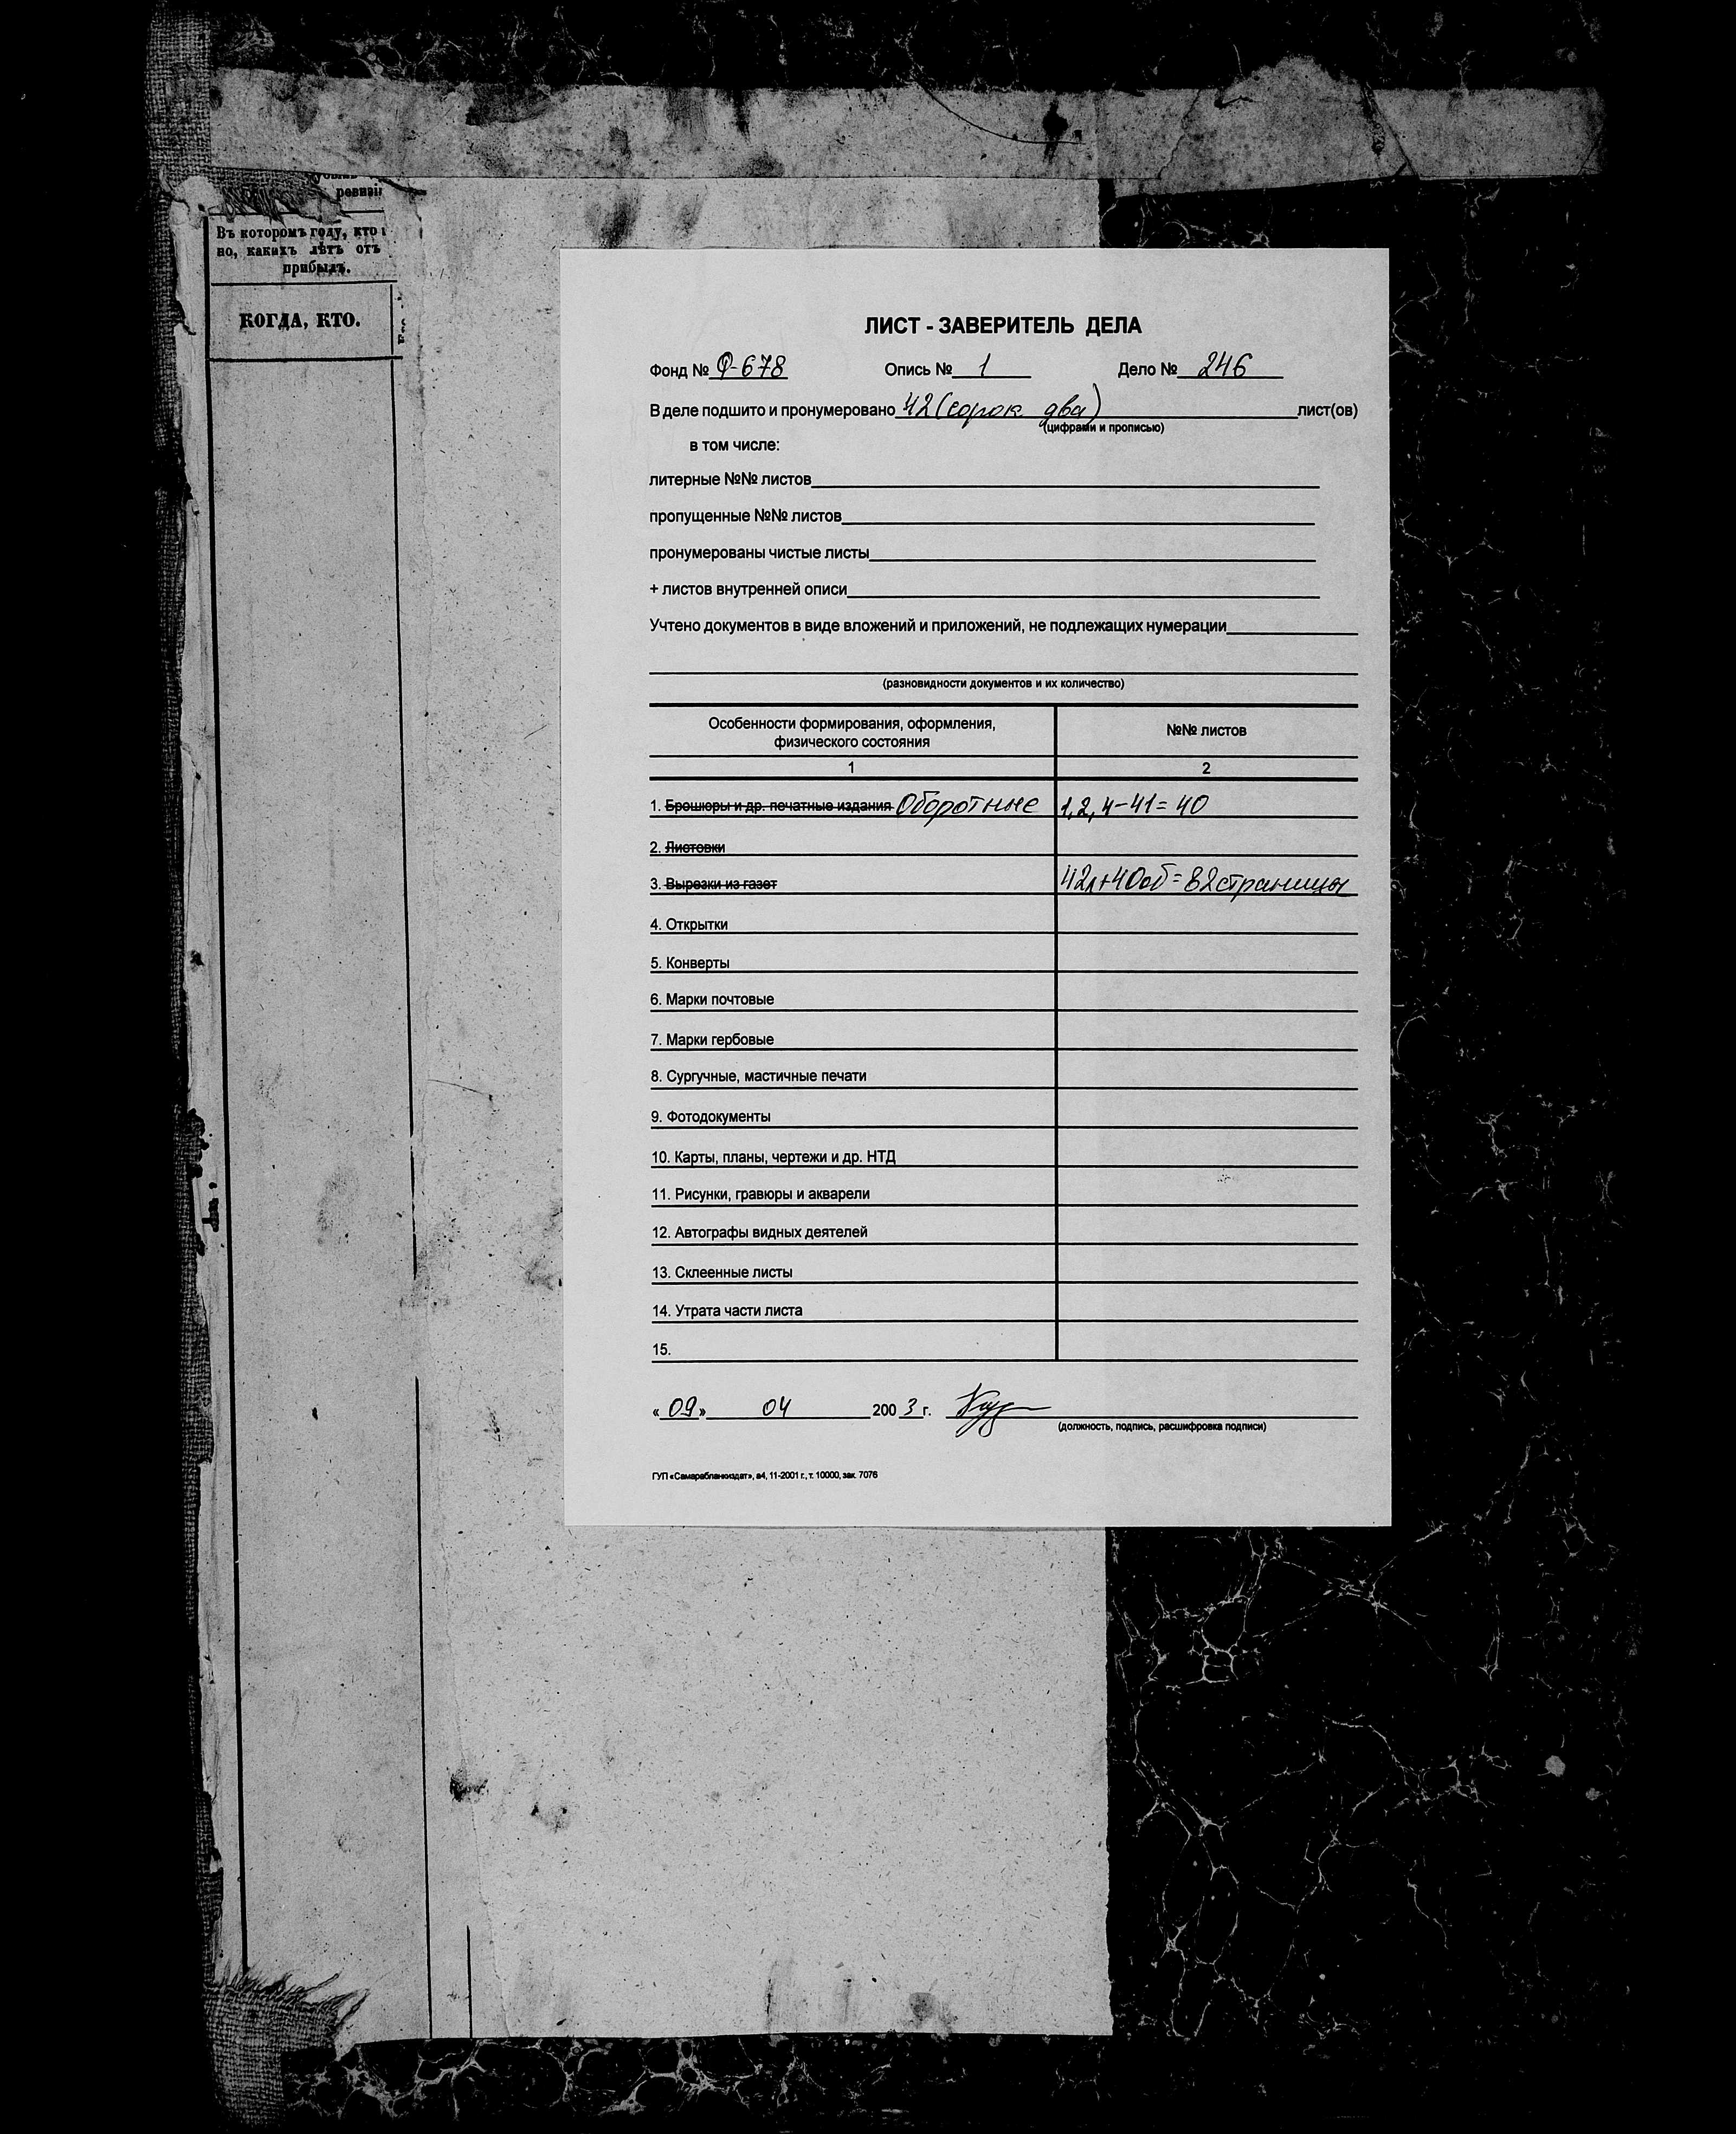 ревизіи
Въ которомъ году, кто
но, какихъ лѣтъ отъ
прибылъ.
КОГДА, КТО.
ЛИСТ - ЗАВЕРИТЕЛЬ ДЕЛА
Фонд № Ф-678 Опись № 1 Дело № 246
В деле подшито и пронумеровано 42 (сорок два) лист(ов)
(цифрами и прописью)
в том числе:
литерные №№ листов
пропущенные №№ листов
пронумерованы чистые листы
+ листов внутренней описи
Учтено документов в виде вложений и приложений, не подлежащих нумерации
(разновидности документов и их количество)
Особенности формирования, оформления, №№ листов
физического состояния
1 2
1. Брошюры и др. печатные издания Оборотные 1, 2, 4-41 = 40
2. Листовки
3. Вырезки из газет 42л+40об = 82 страницы
4. Открытки
5. Конверты
6. Марки почтовые
7. Марки гербовые
8. Сургучные, мастичные печати
9. Фотодокументы
10. Карты, планы, чертежи и др. НТД
11. Рисунки, гравюры и акварели
12. Автографы видных деятелей
13. Склеенные листы
14. Утрата части листа
15.
«09» 04 2003 г.
(должность, подпись, расшифровка подписи)
ГУП «Самарабланкиздат», а4, 11-2001 г., т. 10000, зак. 7076